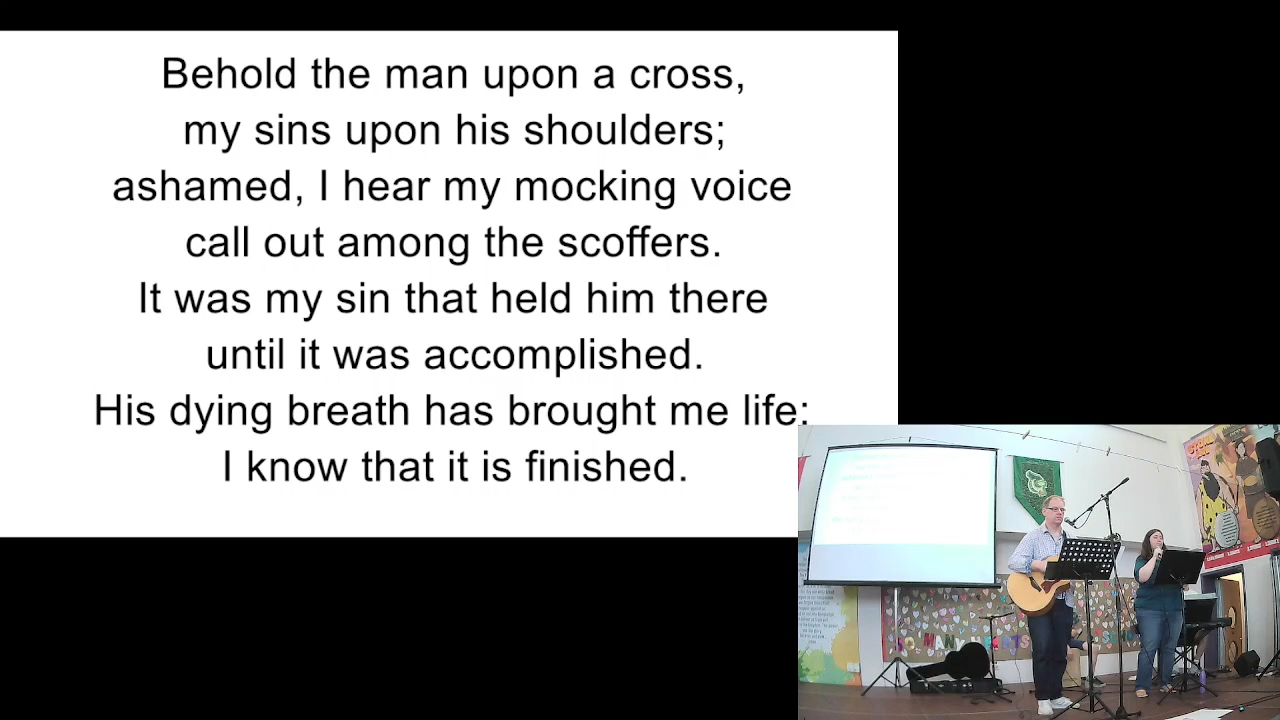 Behold the man upon a cross,
my sins upon his shoulders;
ashamed, I hear my mocking voice
call out among the scoffers.
It was my sin that held him there
until it was accomplished.
His dying breath has brought me life;
I know that it is finished.
MANY